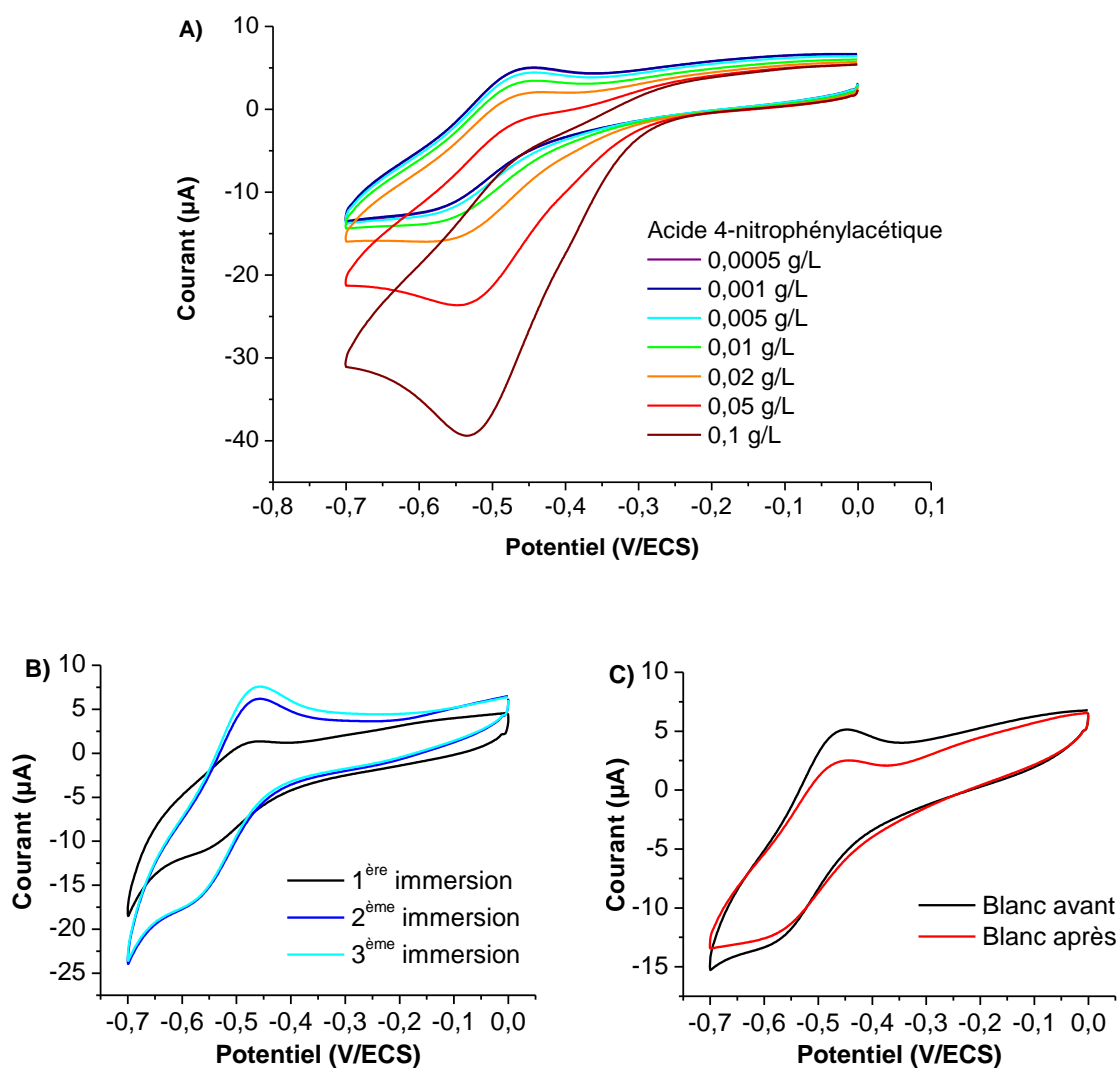 A)
10
0
-10
-20
-30
-40
Courant (µA)
-0,8 -0,7 -0,6 -0,5 -0,4 -0,3 -0,2 -0,1 0,0 0,1
Potentiel (V/ECS)
Acide 4-nitrophénylacétique
0,0005 g/L
0,001 g/L
0,005 g/L
0,01 g/L
0,02 g/L
0,05 g/L
0,1 g/L
B)
10
5
0
-5
-10
-15
-20
-25
Courant (µA)
-0,7 -0,6 -0,5 -0,4 -0,3 -0,2 -0,1 0,0
Potentiel (V/ECS)
1ère immersion
2ème immersion
3ème immersion
C)
10
5
0
-5
-10
-15
Courant (µA)
-0,7 -0,6 -0,5 -0,4 -0,3 -0,2 -0,1 0,0
Potentiel (V/ECS)
Blanc avant
Blanc après